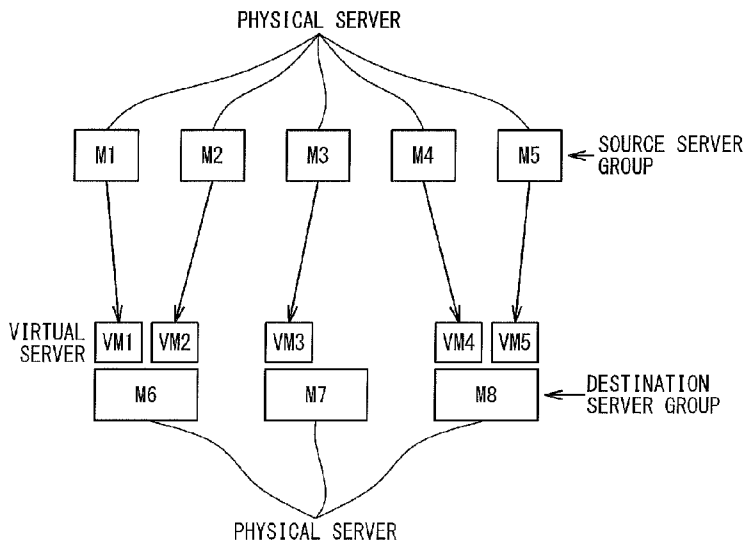 PHYSICAL SERVER
M1 M2 M3 M4 M5
SOURCE SERVER
GROUP
VIRTUAL
SERVER
VM1 VM2 VM3 VM4 VM5
M6 M7 M8
DESTINATION
SERVER GROUP
PHYSICAL SERVER